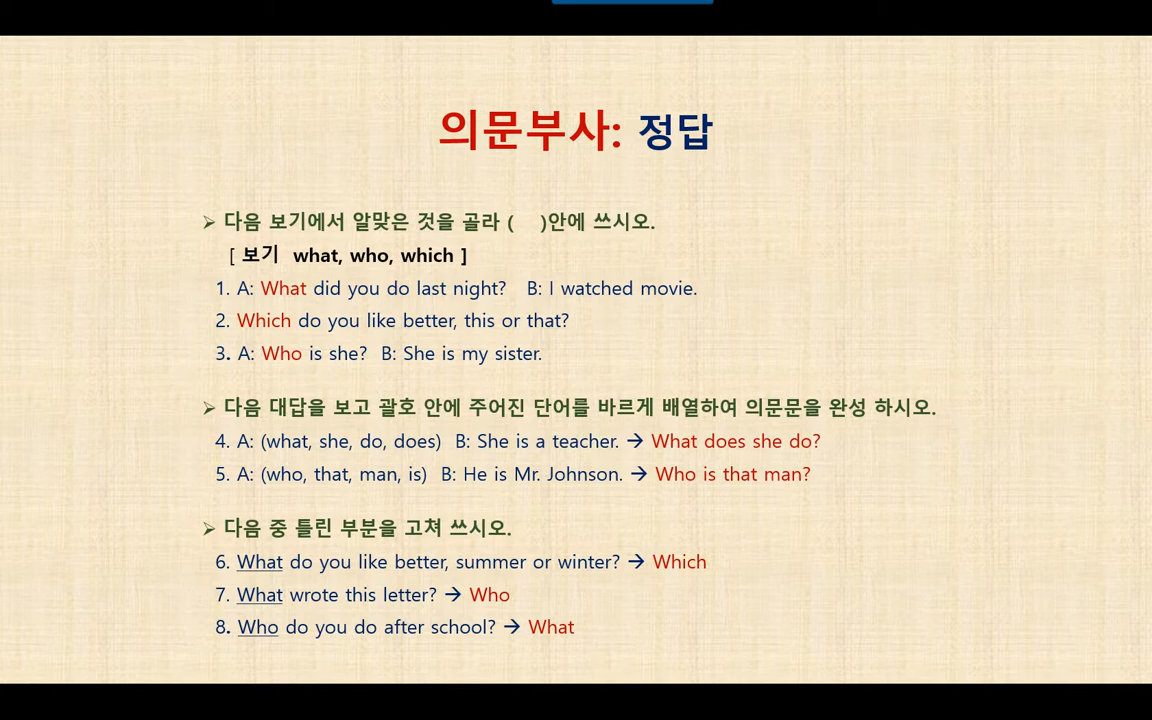 의문부사: 정답
➢ 다음 보기에서 알맞은 것을 골라 (    )안에 쓰시오.
[ 보기  what, who, which ]
1. A: What did you do last night?   B: I watched movie.
2. Which do you like better, this or that?
3. A: Who is she?  B: She is my sister.
➢ 다음 대답을 보고 괄호 안에 주어진 단어를 바르게 배열하여 의문문을 완성 하시오.
4. A: (what, she, do, does)  B: She is a teacher. → What does she do?
5. A: (who, that, man, is)  B: He is Mr. Johnson. → Who is that man?
➢ 다음 중 틀린 부분을 고쳐 쓰시오.
6. What do you like better, summer or winter? → Which
7. What wrote this letter? → Who
8. Who do you do after school? → What